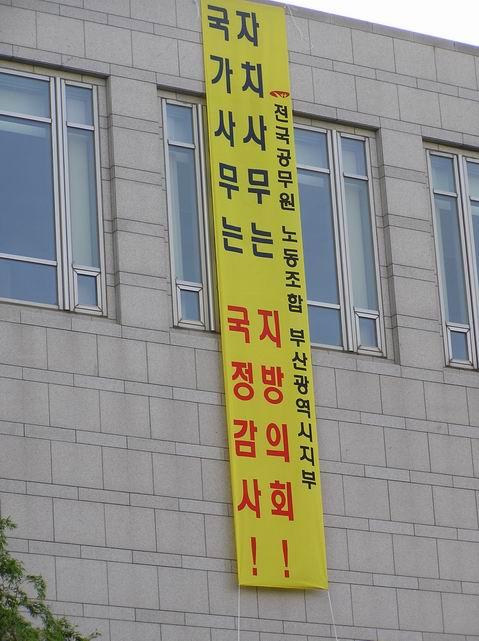 국가사무는 국정감사!
자치사무는 지방의회!
전국공무원 노동조합 부산광역시지부